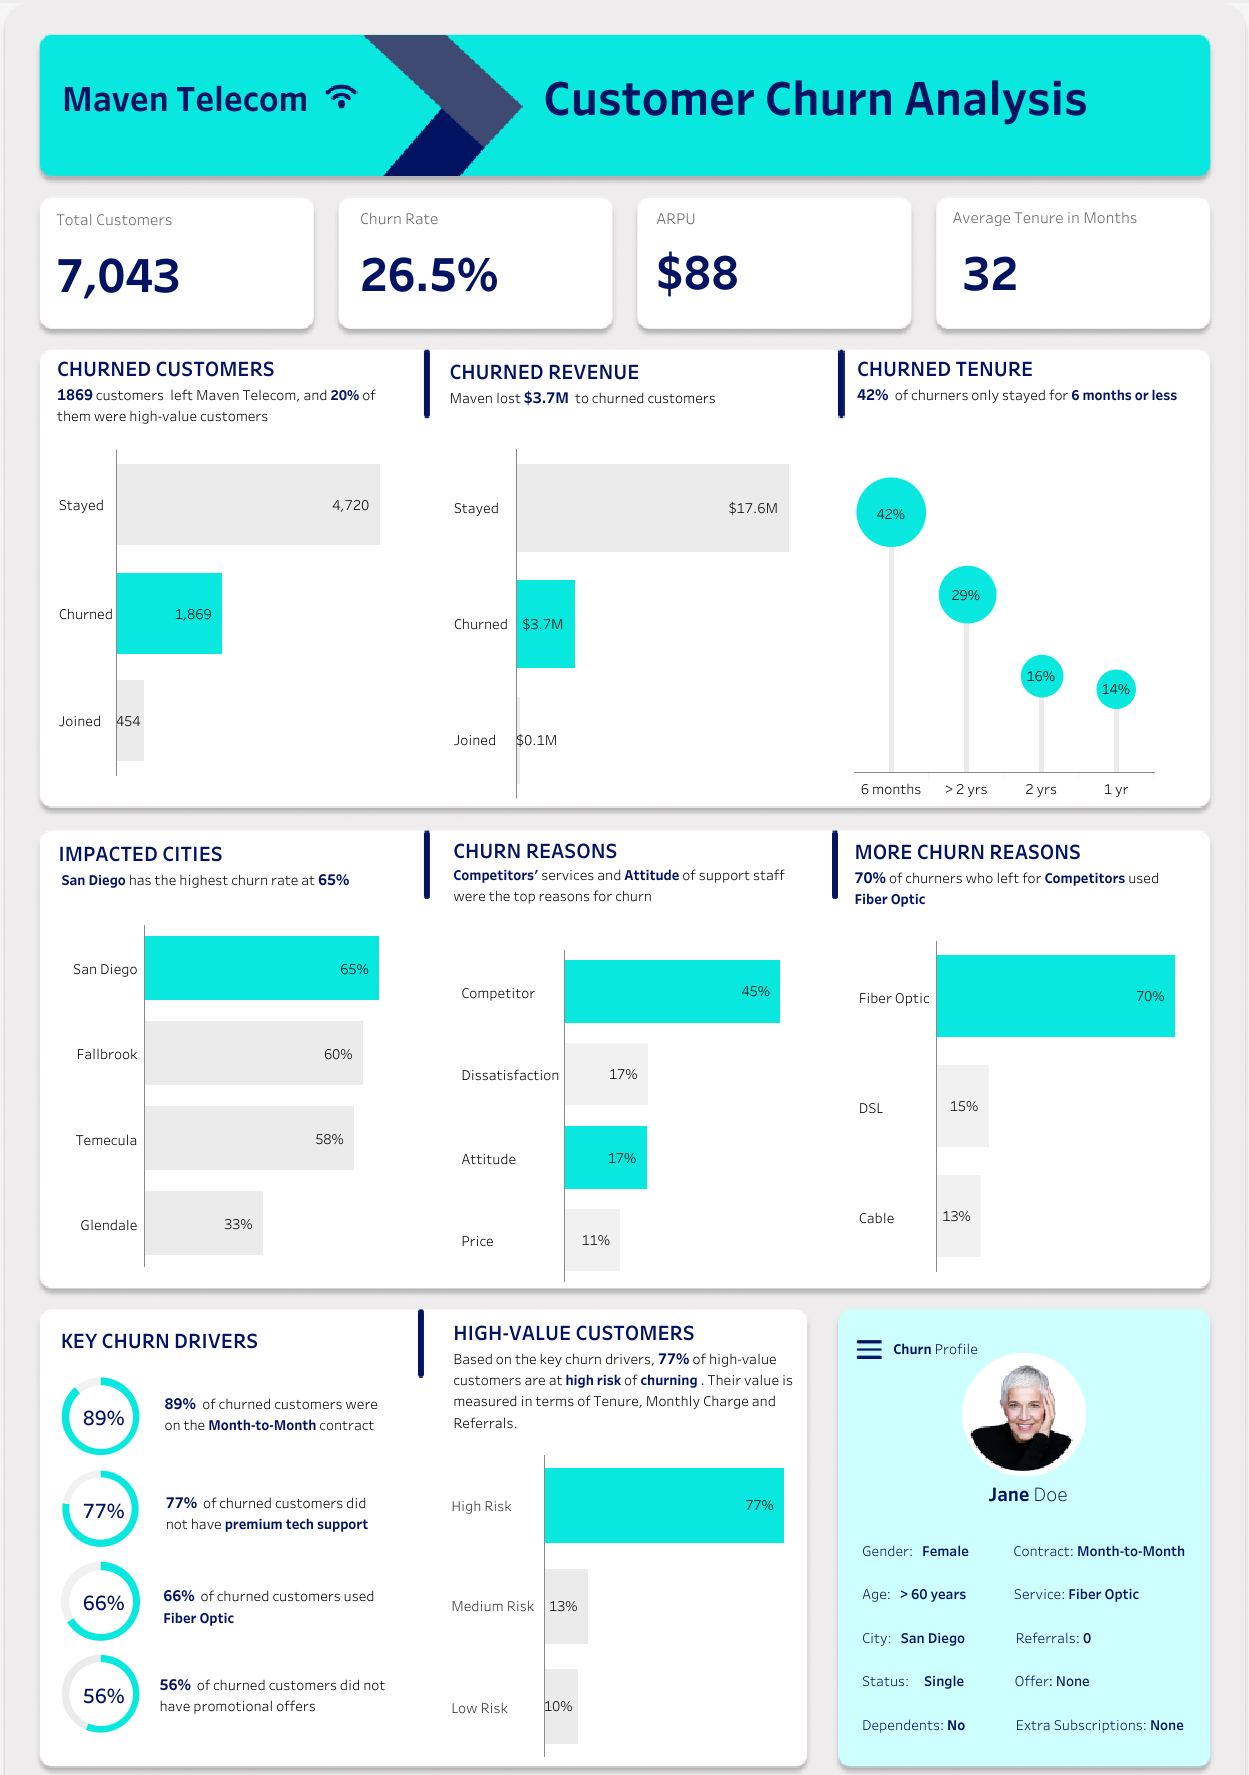 Maven Telecom
Customer Churn Analysis
Total Customers
7,043
Churn Rate
26.5%
ARPU
$88
Average Tenure in Months
32
CHURNED CUSTOMERS
1869 customers left Maven Telecom, and 20% of
them were high-value customers
Stayed
4,720
Churned
1,869
Joined
454
CHURNED REVENUE
Maven lost $3.7M to churned customers
Stayed
$17.6M
Churned
$3.7M
Joined
$0.1M
CHURNED TENURE
42% of churners only stayed for 6 months or less
42%
29%
16%
14%
6 months
> 2 yrs
2 yrs
1 yr
IMPACTED CITIES
San Diego has the highest churn rate at 65%
San Diego
65%
Fallbrook
60%
Temecula
58%
Glendale
33%
CHURN REASONS
Competitors' services and Attitude of support staff
were the top reasons for churn
Competitor
45%
Dissatisfaction
17%
Attitude
17%
Price
11%
MORE CHURN REASONS
70% of churners who left for Competitors used
Fiber Optic
Fiber Optic
70%
DSL
15%
Cable
13%
KEY CHURN DRIVERS
89%
89% of churned customers were
on the Month-to-Month contract
77%
77% of churned customers did
not have premium tech support
66%
66% of churned customers used
Fiber Optic
56%
56% of churned customers did not
have promotional offers
HIGH-VALUE CUSTOMERS
Based on the key churn drivers, 77% of high-value
customers are at high risk of churning . Their value is
measured in terms of Tenure, Monthly Charge and
Referrals.
High Risk
77%
Medium Risk
13%
Low Risk
10%
Churn Profile
Jane Doe
Gender: Female
Contract: Month-to-Month
Age: > 60 years
Service: Fiber Optic
City: San Diego
Referrals: 0
Status: Single
Offer: None
Dependents: No
Extra Subscriptions: None